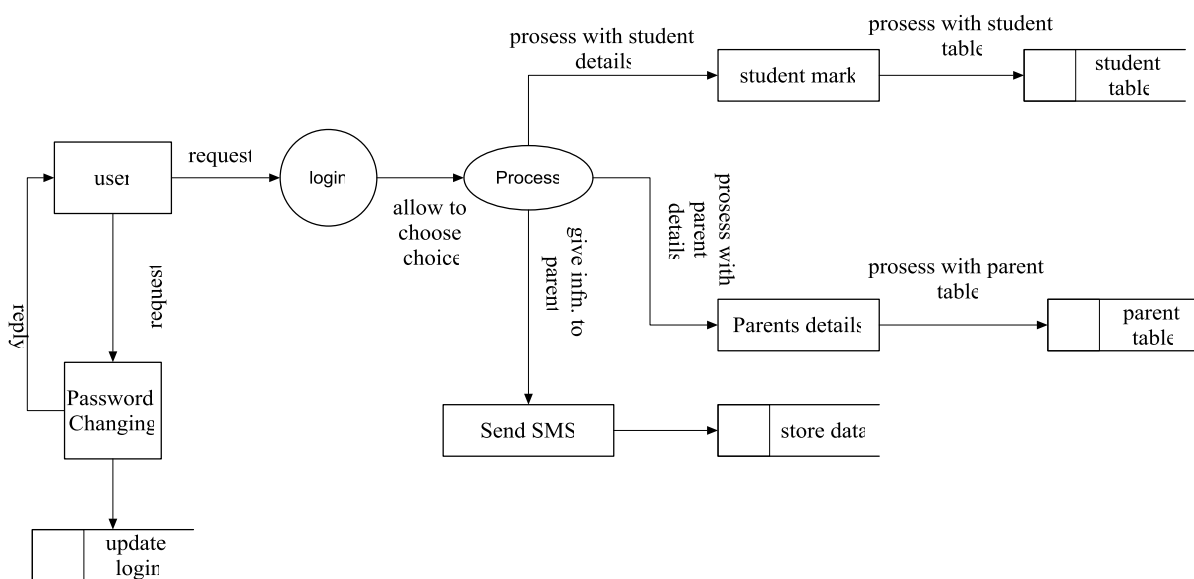 prosess with student
details
student mark
prosess with student
table
student
table
user
request
login
allow to
choose
choice
Process
prosess with
parent
details
give infn. to
parent
prosess with parent
table
Parents details
parent
table
request
reply
Password
Changing
Send SMS
store data
update
login